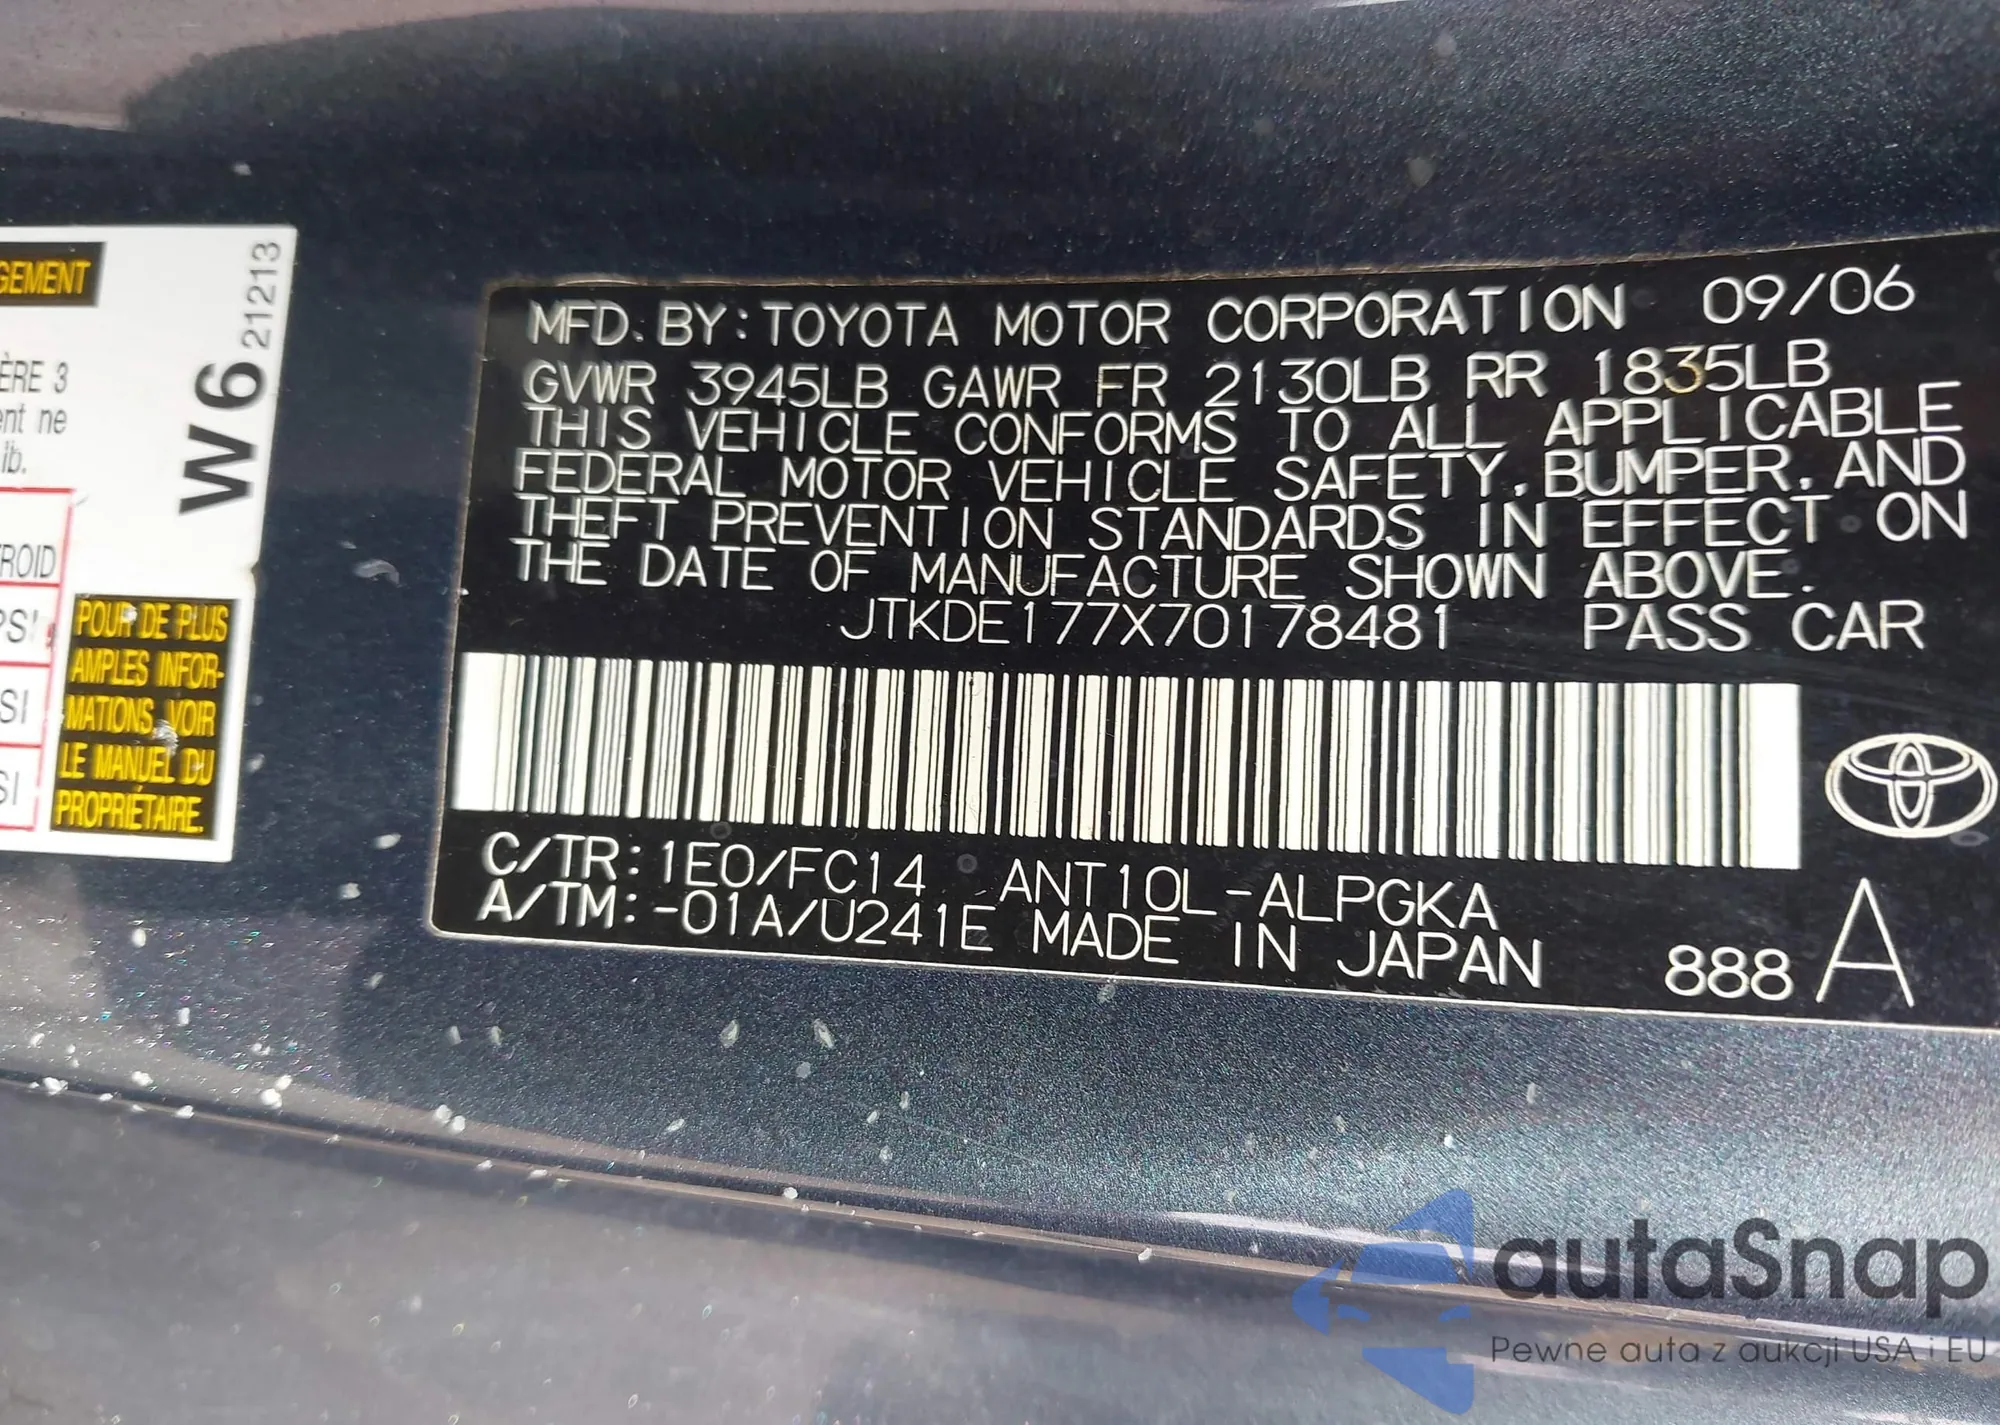 GEMENT
ÈRE 3
ent ne
lb.
ROID
PSI
SI
SI
POUR DE PLUS
AMPLES INFOR-
MATIONS, VOIR
LE MANUEL DU
PROPRIÉTAIRE.
W6
21213
MFD. BY: TOYOTA MOTOR CORPORATION 09/06
GVWR 3945LB GAWR FR 2130LB RR 1835LB
THIS VEHICLE CONFORMS TO ALL APPLICABLE
FEDERAL MOTOR VEHICLE SAFETY, BUMPER, AND
THEFT PREVENTION STANDARDS IN EFFECT ON
THE DATE OF MANUFACTURE SHOWN ABOVE.
JTKDE177X70178481 PASS CAR
C/TR: 1E0/FC14 ANT10L-ALPGKA
A/TM: -01A/U241E MADE IN JAPAN 888 A
autaSnap
Pewne auta z aukcji USA i EU